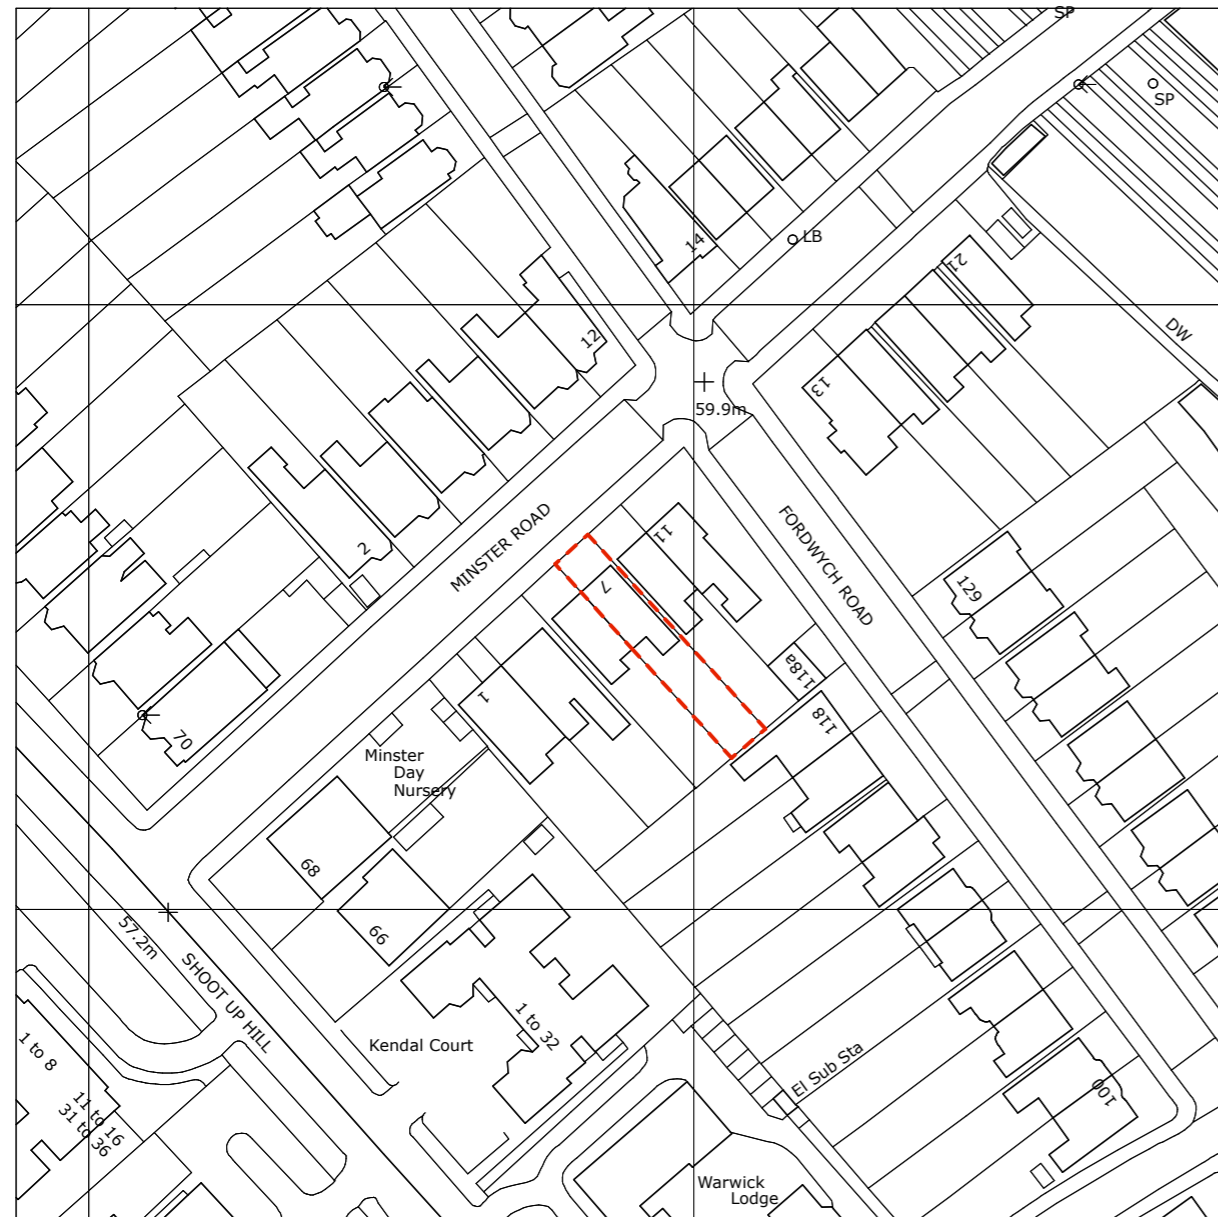 SP
SP
LB
14
21
DW
12
13
59.9m
MINSTER ROAD
FORDWYCH ROAD
2
11
7
129
118a
118
1
70
Minster
Day
Nursery
68
66
57.2m
SHOOT UP HILL
1 to 32
Kendal Court
El Sub Sta
100
1 to 8
11 to 16
31 to 36
Warwick
Lodge